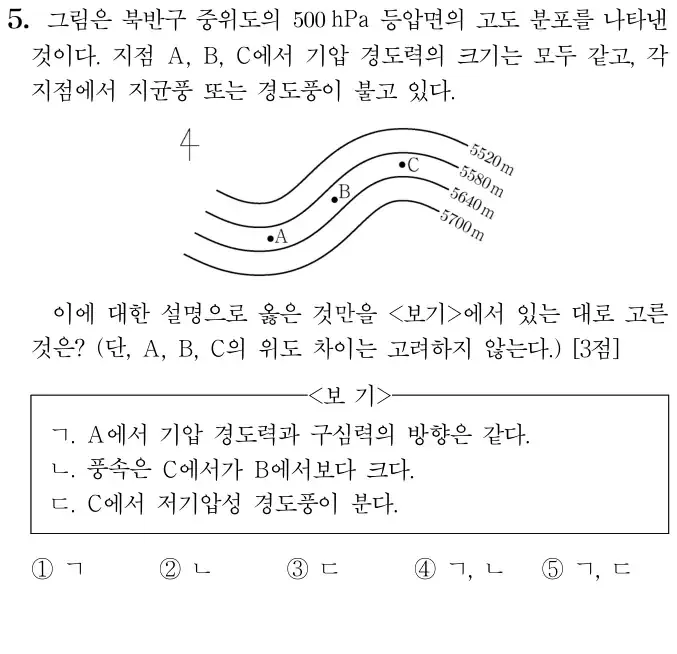 5. 그림은 북반구 중위도의 500 hPa 등압면의 고도 분포를 나타낸
것이다. 지점 A, B, C에서 기압 경도력의 크기는 모두 같고, 각
지점에서 지균풍 또는 경도풍이 불고 있다.
4
5520 m
C
5580 m
B
5640 m
5700 m
A
이에 대한 설명으로 옳은 것만을 <보기>에서 있는 대로 고른
것은? (단, A, B, C의 위도 차이는 고려하지 않는다.) [3점]
<보 기>
ㄱ. A에서 기압 경도력과 구심력의 방향은 같다.
ㄴ. 풍속은 C에서가 B에서보다 크다.
ㄷ. C에서 저기압성 경도풍이 분다.
① ㄱ ② ㄴ ③ ㄷ ④ ㄱ, ㄴ ⑤ ㄱ, ㄷ